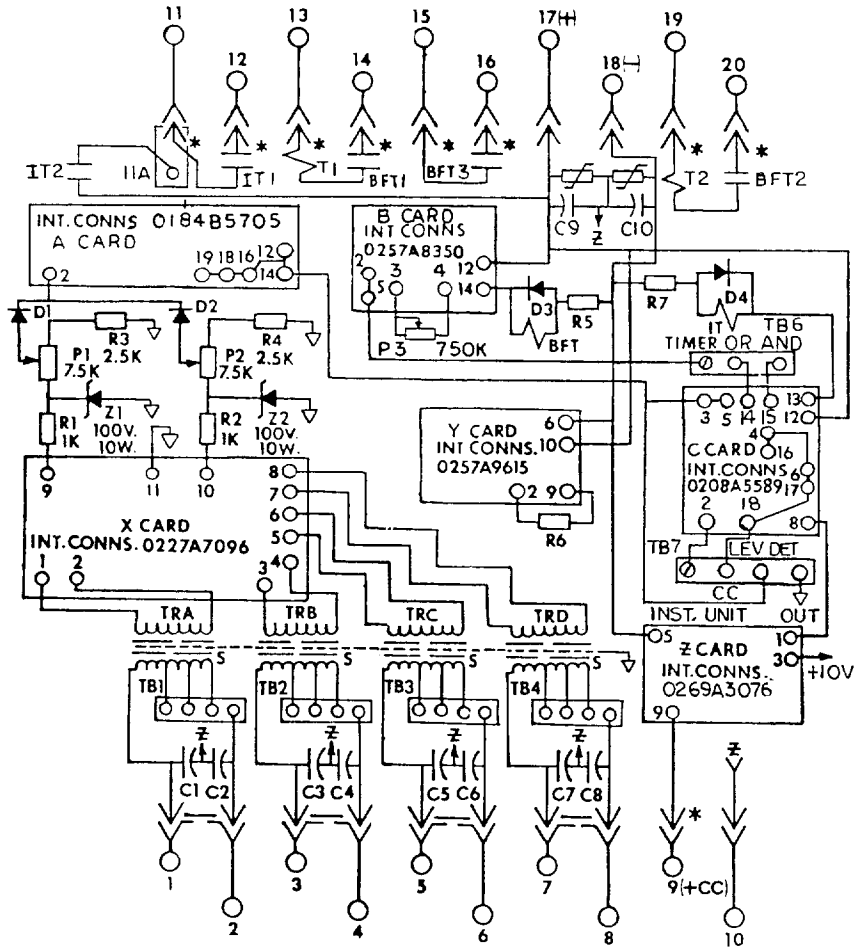 11 13 15 17(+) 19
12 14 16 18(-) 20
* * * * * * *
IT2 11A IT1 T1 BFT1 BFT3 T2 BFT2
C9 Z C10
INT. CONNS 0184B5705
A CARD
19 18 16 12
2 14
B CARD
INT CONNS
0257A8350
2 3 4 12
5 14
D3 R5 R7 D4
BFT IT TB6
P3 750K
TIMER OR AND
D1 R3 D2 R4
2.5K 2.5K
P1 P2
7.5K 7.5K
R1 Z1 R2 Z2
1K 100V. 1K 100V.
10W. 10W.
9 11 10 8
7
6
5
4
X CARD
INT.CONNS.0227A7096
1 2 3
Y CARD
INT CONNS.
0257A9615
6
10
2 9
R6
3 5 14 15 13
12
4
16
C CARD
INT.CONNS
0208A5589
6
17
2 18 8
TB7 LEV DET
CC
INST. UNIT OUT
5 Z CARD 1
INT.CONNS. 3
0269A3076 +10V
9
TRA TRB TRC TRD
S S S S
TB1 TB2 TB3 TB4
Z Z Z Z
C1 C2 C3 C4 C5 C6 C7 C8
Z
*
1 3 5 7 9(+CC)
2 4 6 8 10